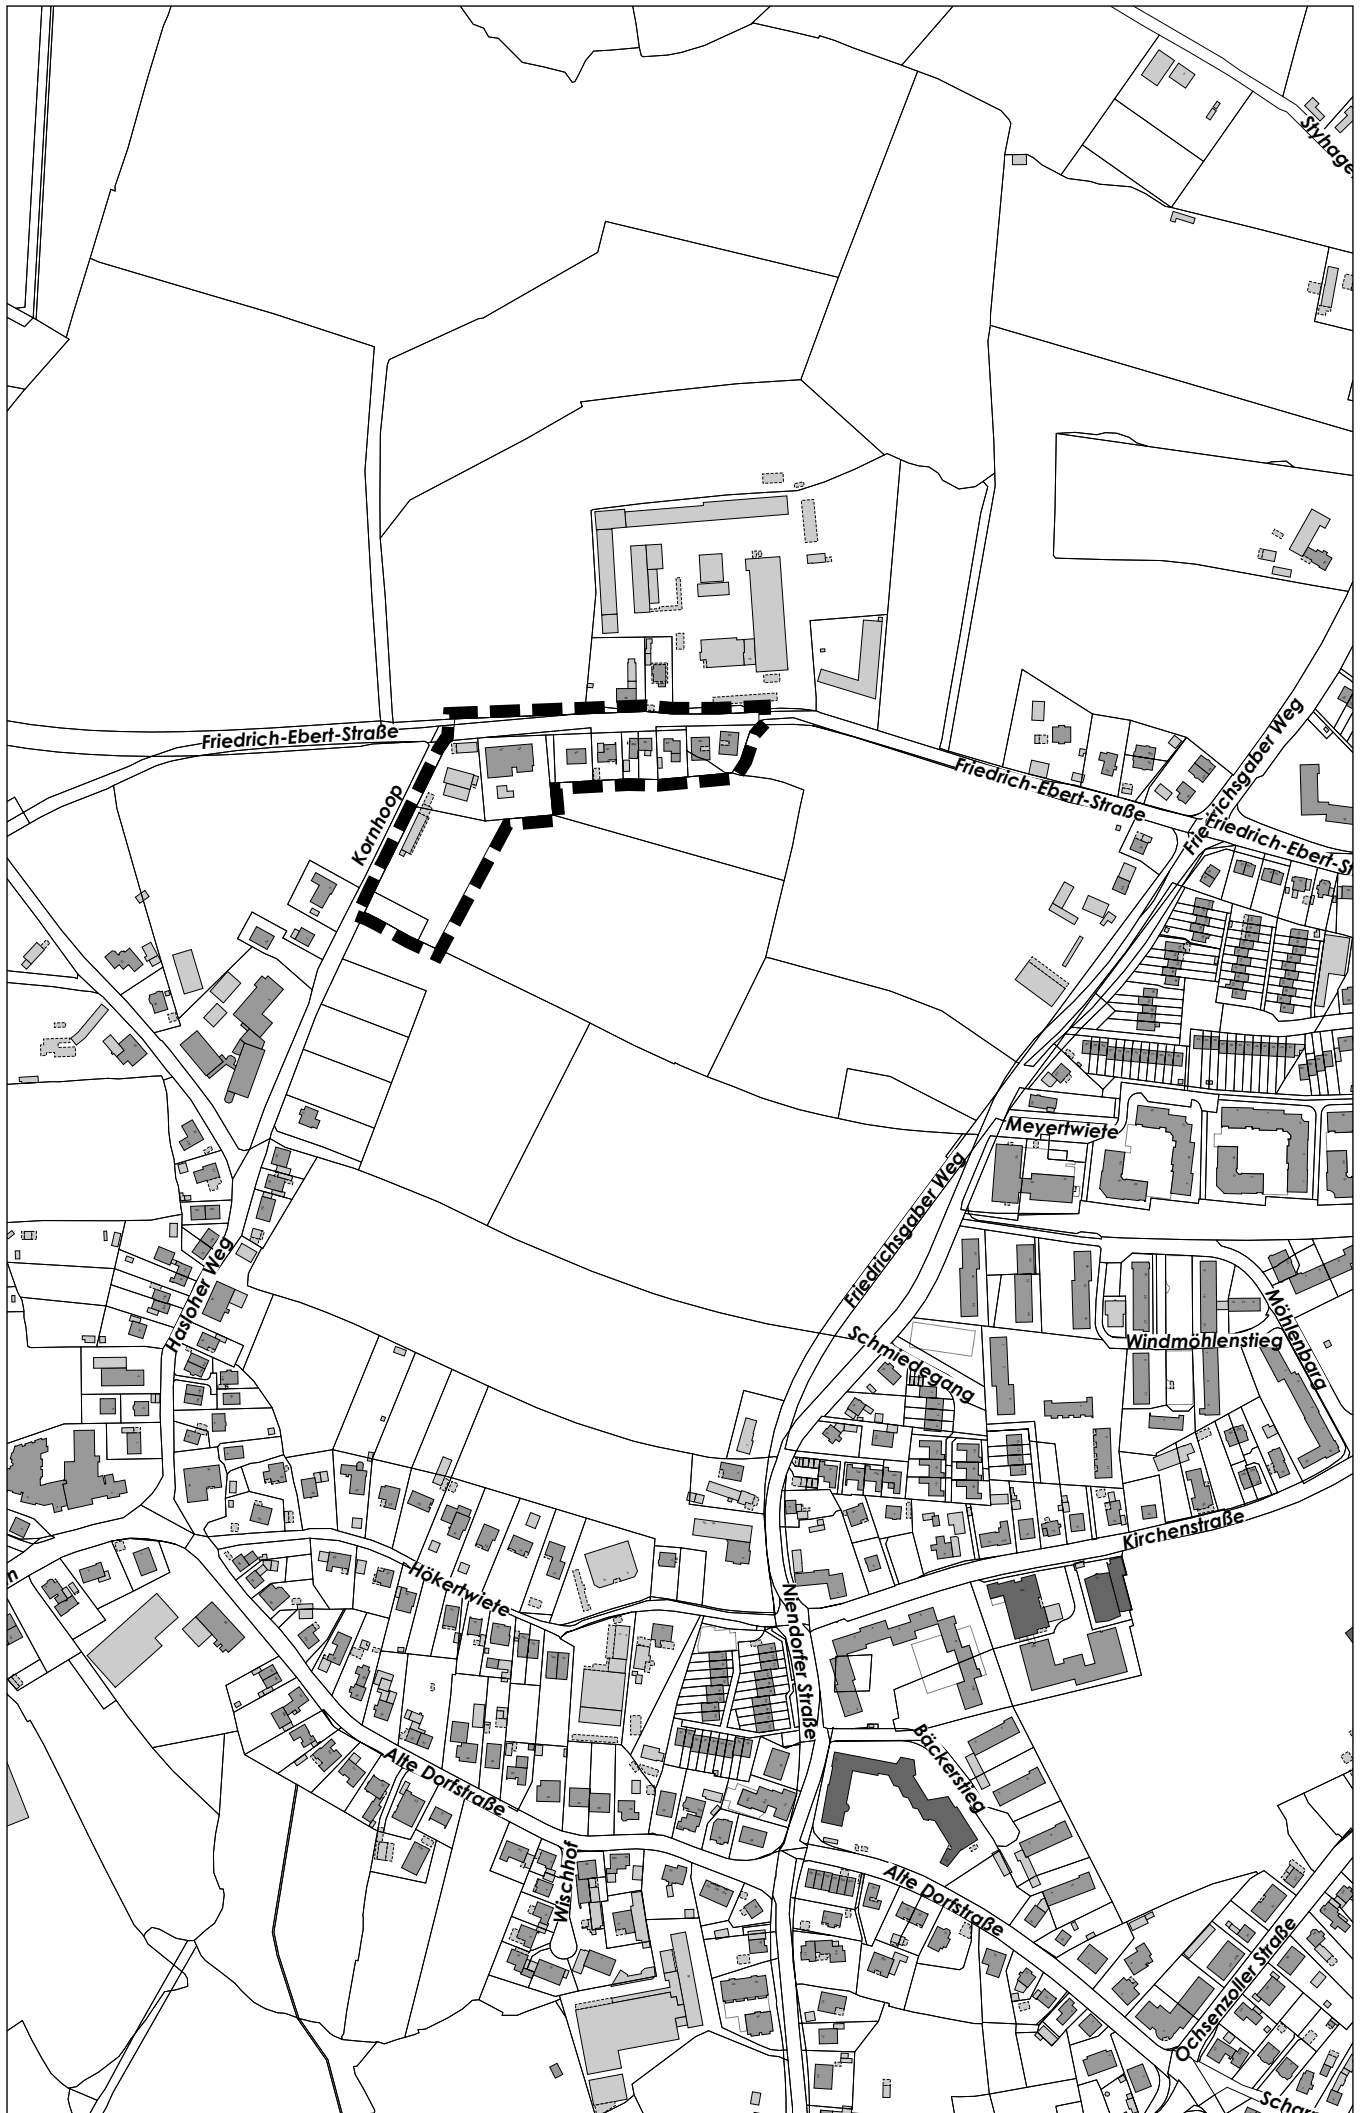 Styhage
Friedrich-Ebert-Straße
Friedrichsgaber Weg
Friedrich-Ebert-Straße
Friedrich-Ebert-St
Kornhoop
Meyertwiete
Friedrichsgaber Weg
Hasloher Weg
Möhlenbarg
Windmöhlenstieg
Schmiedegang
Kirchenstraße
Hökertwiete
Niendorfer Straße
Bäckerstieg
Alte Dorfstraße
Wischhof
Alte Dorfstraße
Ochsenzoller Straße